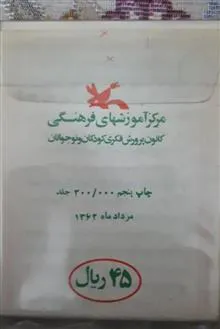 مرکز آموزشهای فرهنگی
کانون پرورش فکری کودکان و نوجوانان
چاپ پنجم ۳۰۰/۰۰۰ جلد
مرداد ماه ۱۳۶۲
۴۵ ریال